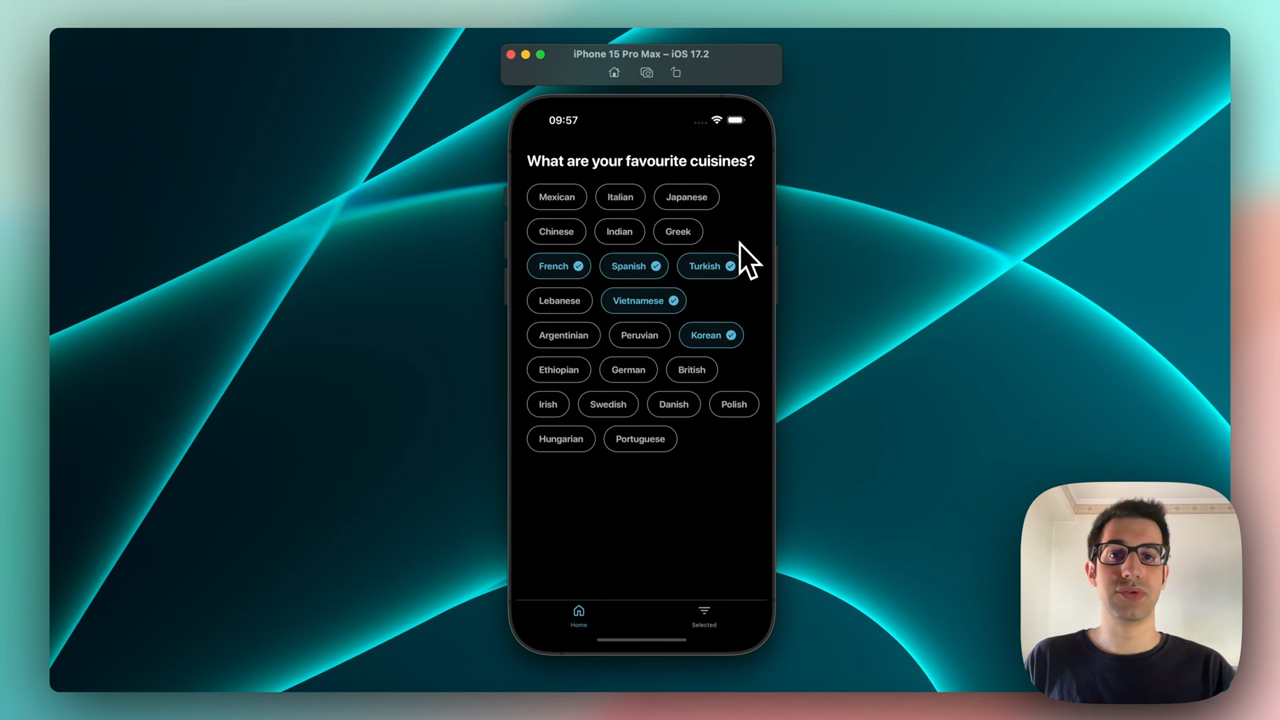 iPhone 15 Pro Max – iOS 17.2
09:57
What are your favourite cuisines?
Mexican Italian Japanese
Chinese Indian Greek
French Spanish Turkish
Lebanese Vietnamese
Argentinian Peruvian Korean
Ethiopian German British
Irish Swedish Danish Polish
Hungarian Portuguese
Home Selected